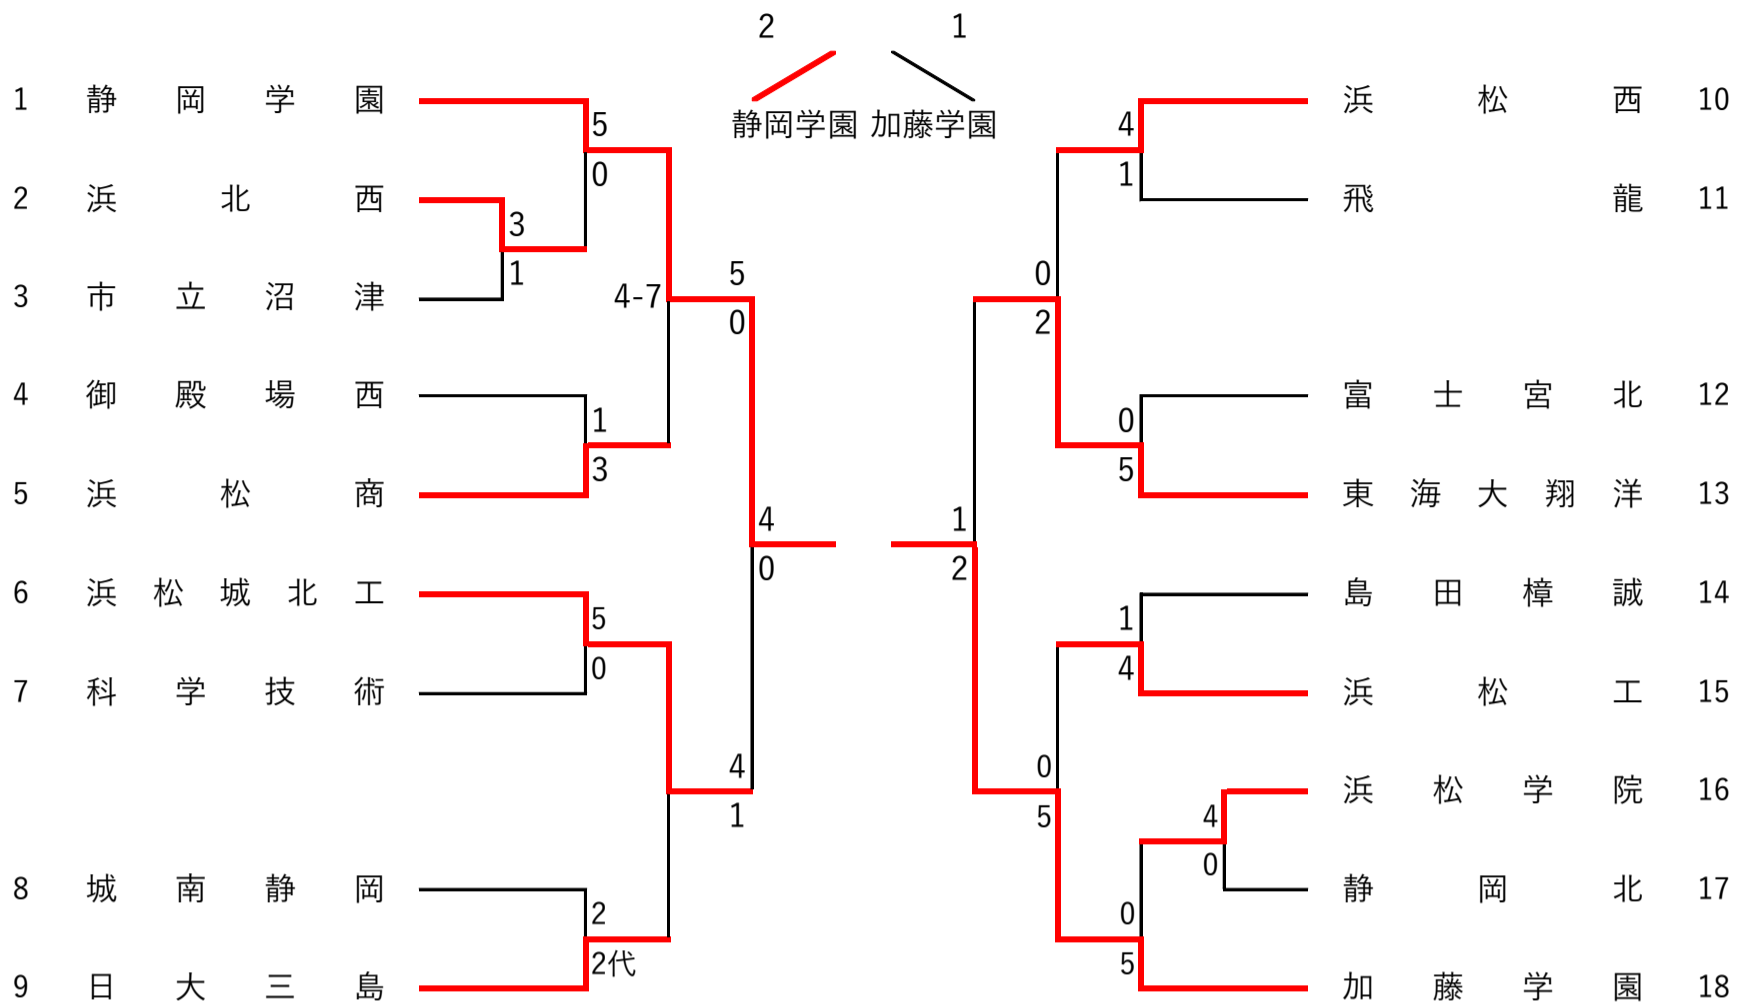 2 1
静岡学園 加藤学園
1 静岡学園
5
0
2 浜北西
3
1
3 市立沼津
4-7
5
0
4 御殿場西
1
3
5 浜松商
4
0
6 浜松城北工
5
0
7 科学技術
4
1
8 城南静岡
2
2代
9 日大三島
浜松西 10
4
1
飛龍 11
0
2
富士宮北 12
0
5
東海大翔洋 13
1
2
島田樟誠 14
1
4
浜松工 15
0
5
浜松学院 16
4
0
静岡北 17
0
5
加藤学園 18